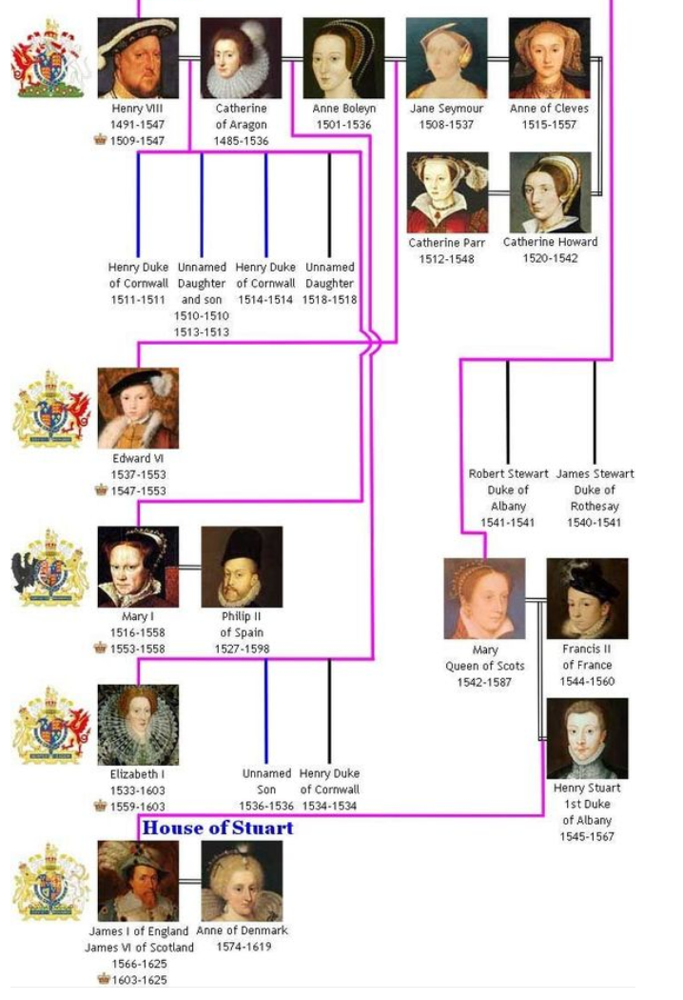 Henry VIII
1491-1547
1509-1547
Catherine
of Aragon
1485-1536
Anne Boleyn
1501-1536
Jane Seymour
1508-1537
Anne of Cleves
1515-1557
Catherine Parr
1512-1548
Catherine Howard
1520-1542
Henry Duke
of Cornwall
1511-1511
Unnamed
Daughter
and son
1510-1510
1513-1513
Henry Duke
of Cornwall
1514-1514
Unnamed
Daughter
1518-1518
Edward VI
1537-1553
1547-1553
Robert Stewart
Duke of
Albany
1541-1541
James Stewart
Duke of
Rothesay
1540-1541
Mary I
1516-1558
1553-1558
Philip II
of Spain
1527-1598
Mary
Queen of Scots
1542-1587
Francis II
of France
1544-1560
Elizabeth I
1533-1603
1559-1603
Unnamed
Son
1536-1536
Henry Duke
of Cornwall
1534-1534
Henry Stuart
1st Duke
of Albany
1545-1567
House of Stuart
James I of England
James VI of Scotland
1566-1625
1603-1625
Anne of Denmark
1574-1619